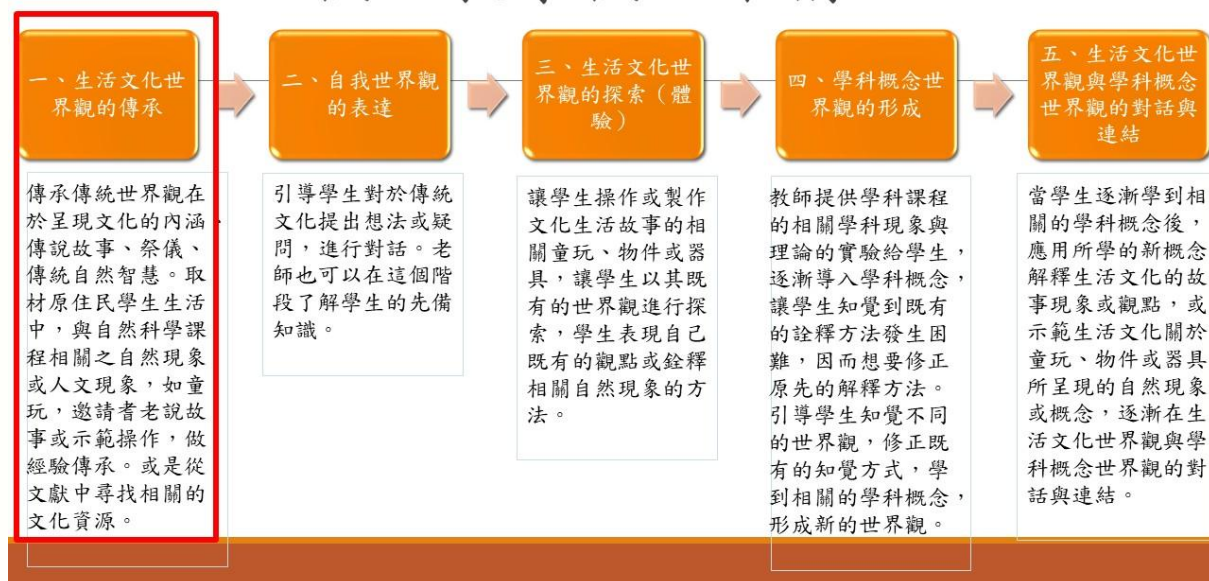 一、生活文化世
界觀的傳承
二、自我世界觀
的表達
三、生活文化世
界觀的探索（體
驗）
四、學科概念世
界觀的形成
五、生活文化世
界觀與學科概念
世界觀的對話與
連結
傳承傳統世界觀在
於呈現文化的內涵、
傳說故事、祭儀、
傳統自然智慧。取
材原住民學生生活
中，與自然科學課
程相關之自然現象
或人文現象，如童
玩，邀請耆老說故
事或示範操作，做
經驗傳承。或是從
文獻中尋找相關的
文化資源。
引導學生對於傳統
文化提出想法或疑
問，進行對話。老
師也可以在這個階
段了解學生的先備
知識。
讓學生操作或製作
文化生活故事的相
關童玩、物件或器
具，讓學生以其既
有的世界觀進行探
索，學生表現自己
既有的觀點或銓釋
相關自然現象的方
法。
教師提供學科課程
的相關學科現象與
理論的實驗給學生，
逐漸導入學科概念，
讓學生知覺到既有
的詮釋方法發生困
難，因而想要修正
原先的解釋方法。
引導學生知覺不同
的世界觀，修正既
有的知覺方式，學
到相關的學科概念，
形成新的世界觀。
當學生逐漸學到相
關的學科概念後，
應用所學的新概念
解釋生活文化的故
事現象或觀點，或
示範生活文化關於
童玩、物件或器具
所呈現的自然現象
或概念，逐漸在生
活文化世界觀與學
科概念世界觀的對
話與連結。